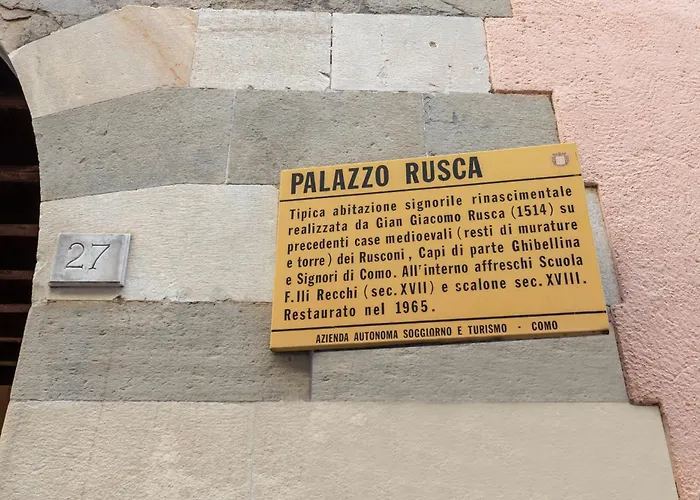 PALAZZO RUSCA
Tipica abitazione signorile rinascimentale
realizzata da Gian Giacomo Rusca (1514) su
precedenti case medioevali (resti di murature
e torre) dei Rusconi, Capi di parte Ghibellina
e Signori di Como. All'interno affreschi Scuola
F.lli Recchi (sec. XVII) e scalone sec. XVIII.
Restaurato nel 1965.
AZIENDA AUTONOMA SOGGIORNO E TURISMO - COMO
27